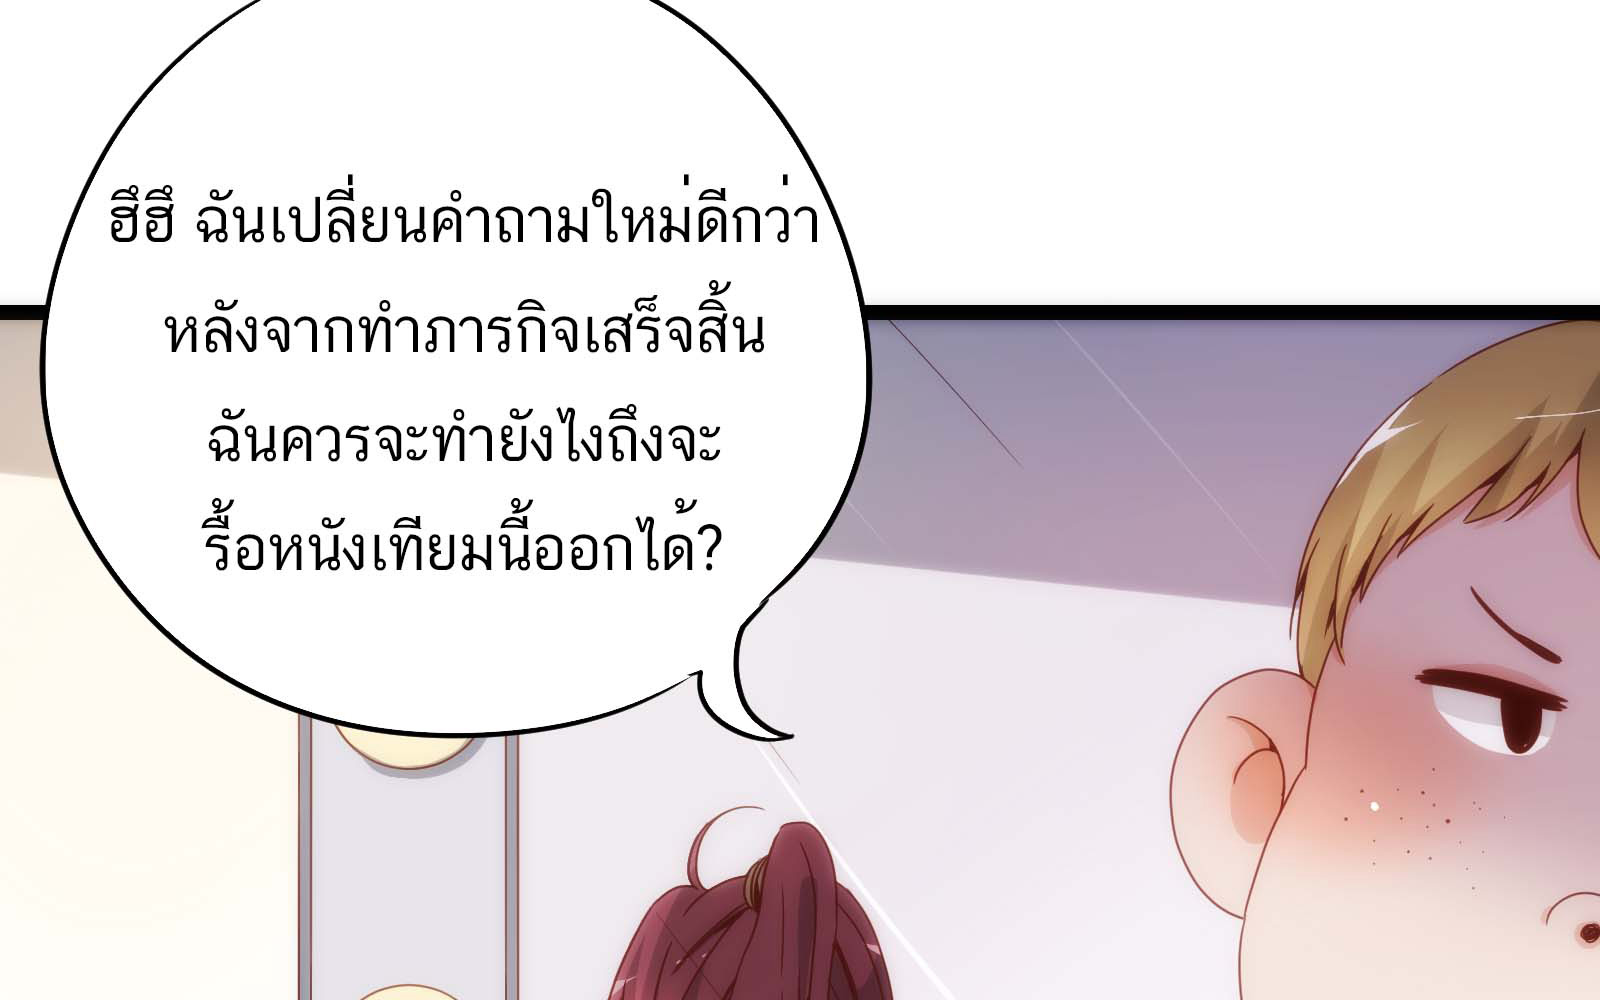 ฮึฮึ ฉันเปลี่ยนคำถามใหม่ดีกว่า
หลังจากทำภารกิจเสร็จสิ้น
ฉันควรจะทำยังไงถึงจะ
รื้อหนังเทียมนี้ออกได้?